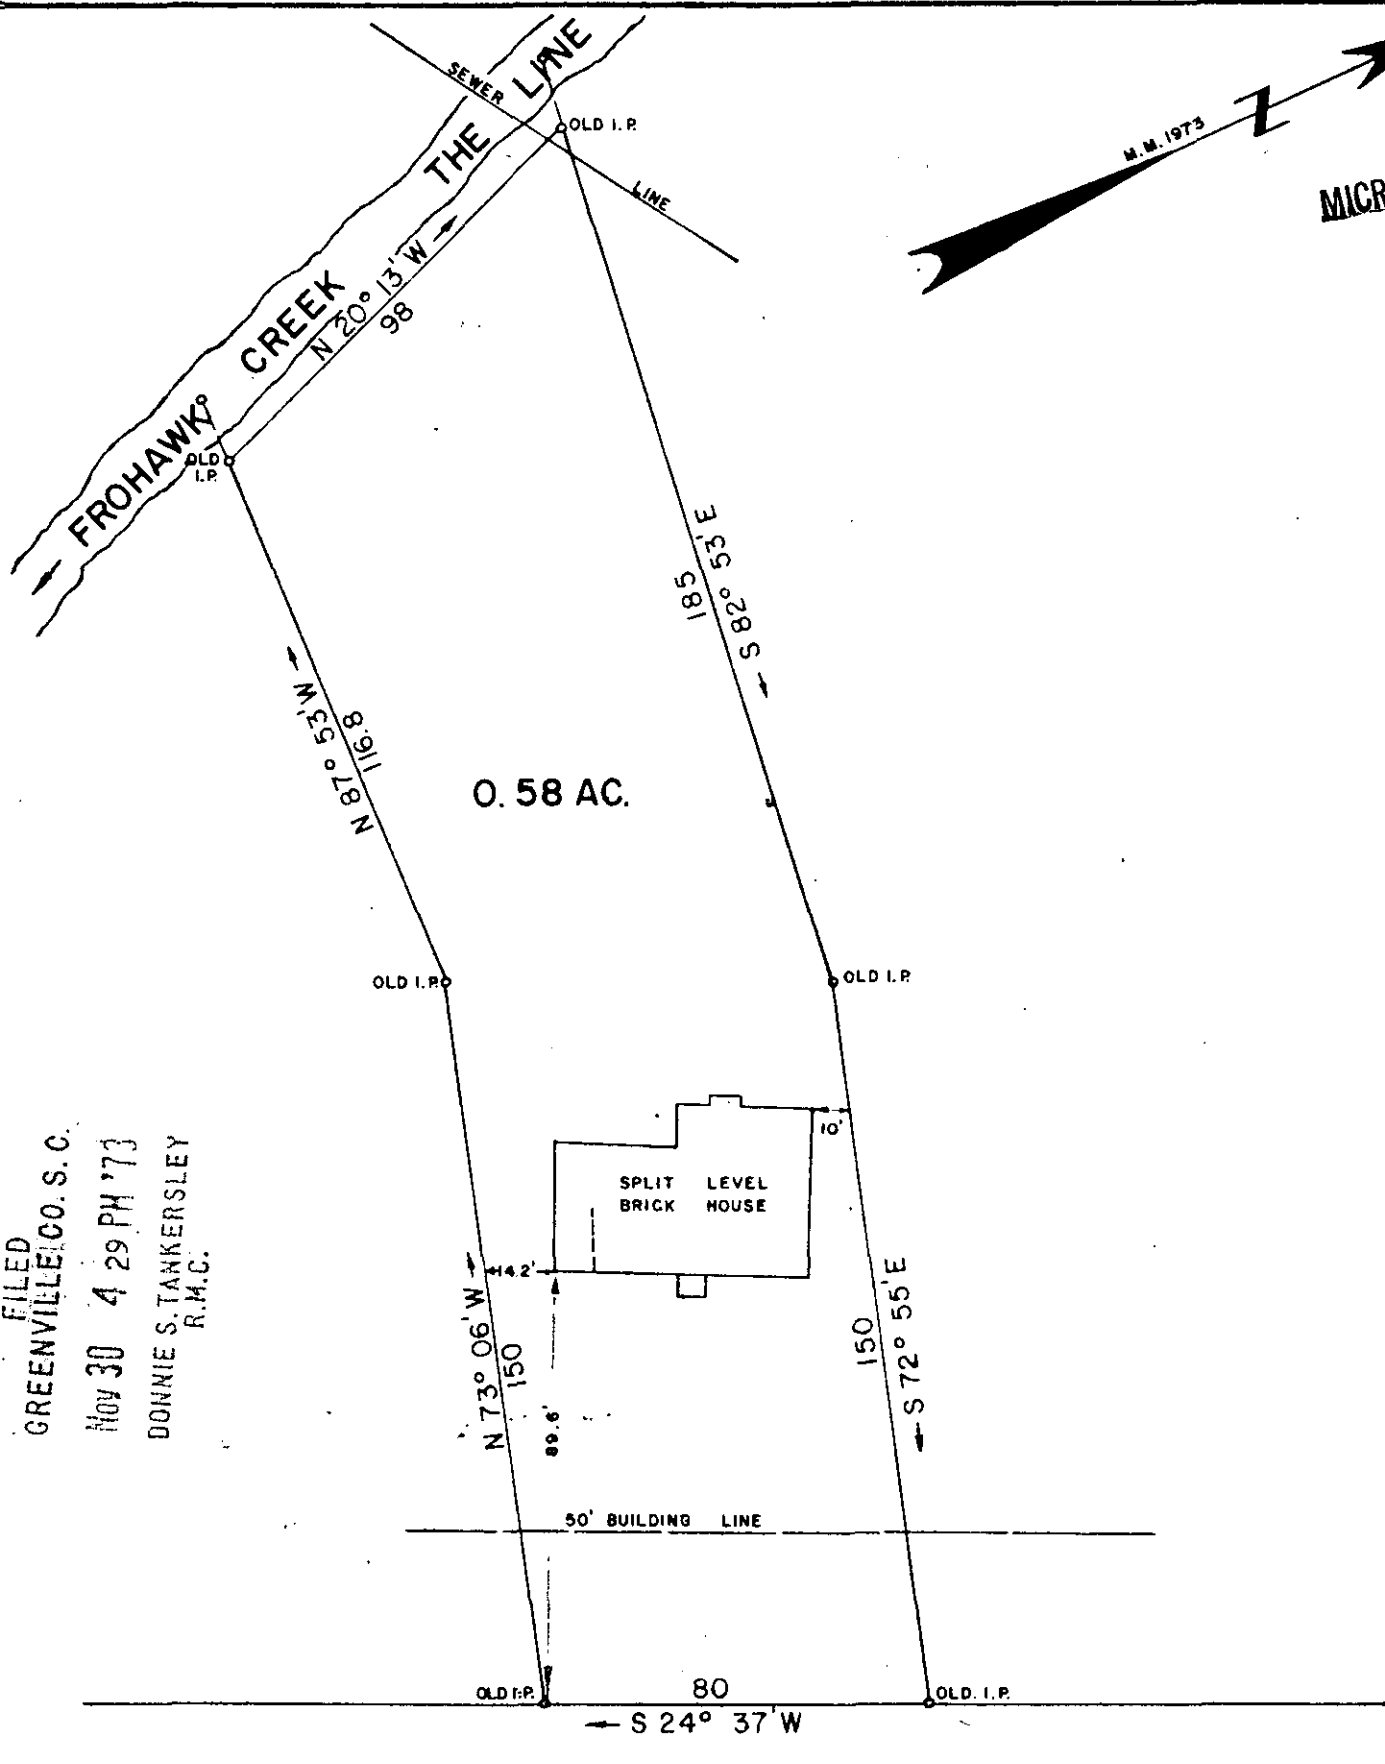 SEWER
LINE
OLD I.P.
FROHAWK CREEK THE LINE
M.M. 1973
N
N 20° 13' W
98
OLD
I.P.
S 82° 53' E
185
N 87° 53' W
116.8
0.58 AC.
OLD I.P.
OLD I.P.
10'
SPLIT LEVEL
BRICK HOUSE
14.2'
FILED
GREENVILLE CO. S. C.
NOV 30 4 29 PM '73
DONNIE S. TANKERSLEY
R.M.C.
N 73° 06' W
150
89.6'
150
S 72° 55' E
50' BUILDING LINE
OLD I.P.
80
OLD. I.P.
S 24° 37' W